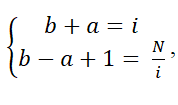 b + a = i
b − a + 1 = N/i,